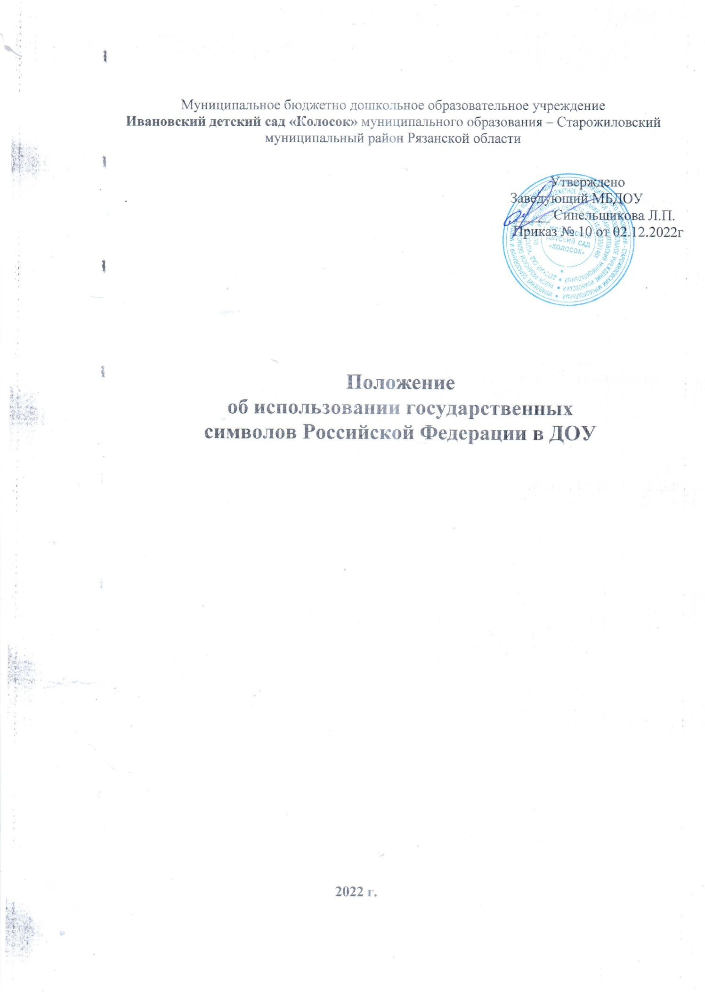 Муниципальное бюджетно дошкольное образовательное учреждение
Ивановский детский сад «Колосок» муниципального образования – Старожиловский
муниципальный район Рязанской области
Утверждено
Заведующий МБДОУ
Синельщикова Л.П.
Приказ № 10 от 02.12.2022г
ДЕТСКИЙ САД
«КОЛОСОК»
Положение
об использовании государственных
символов Российской Федерации в ДОУ
2022 г.